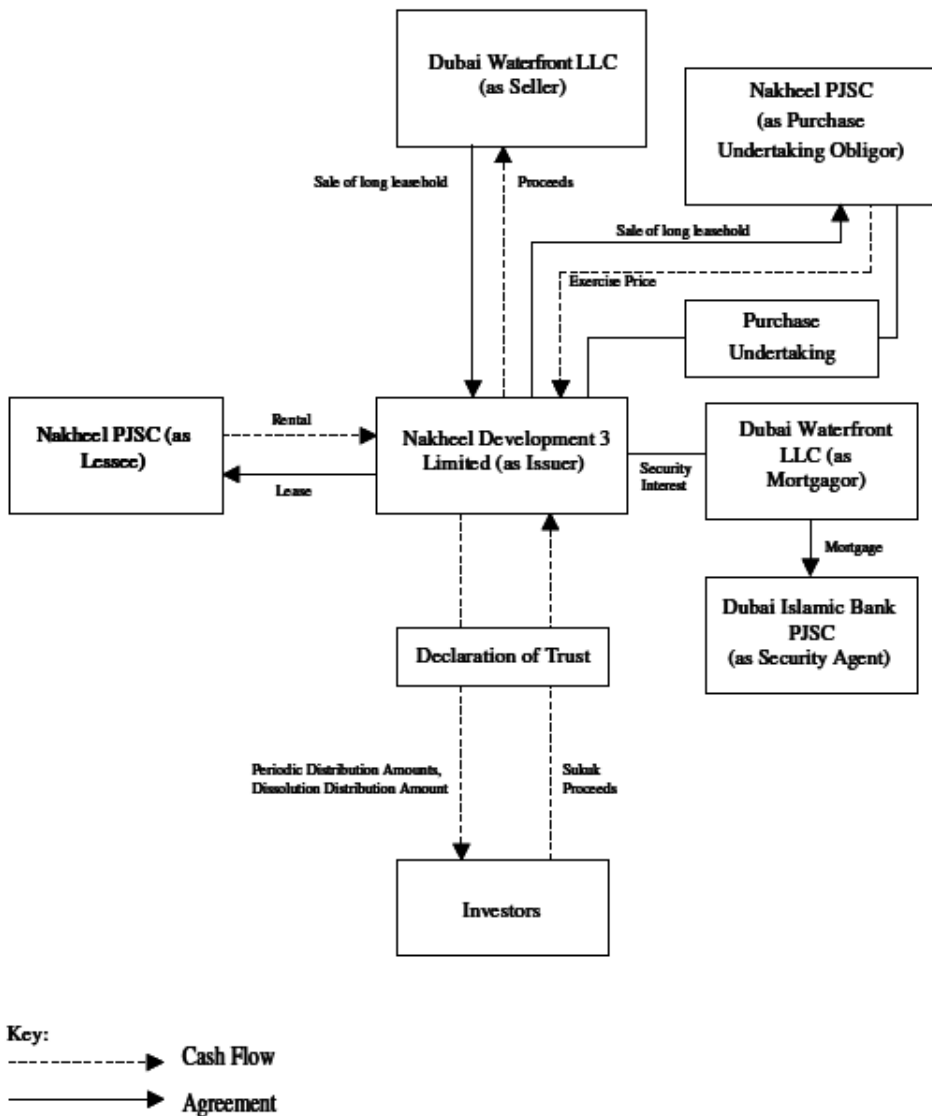 Dubai Waterfront LLC
(as Seller)
Nakheel PJSC
(as Purchase
Undertaking Obligor)
Sale of long leasehold
Proceeds
Sale of long leasehold
Exercise Price
Purchase
Undertaking
Nakheel PJSC (as
Lessee)
Rental
Lease
Nakheel Development 3
Limited (as Issuer)
Security
Interest
Dubai Waterfront
LLC (as
Mortgagor)
Mortgage
Dubai Islamic Bank
PJSC
(as Security Agent)
Declaration of Trust
Periodic Distribution Amounts,
Dissolution Distribution Amount
Sukuk
Proceeds
Investors
Key:
Cash Flow
Agreement